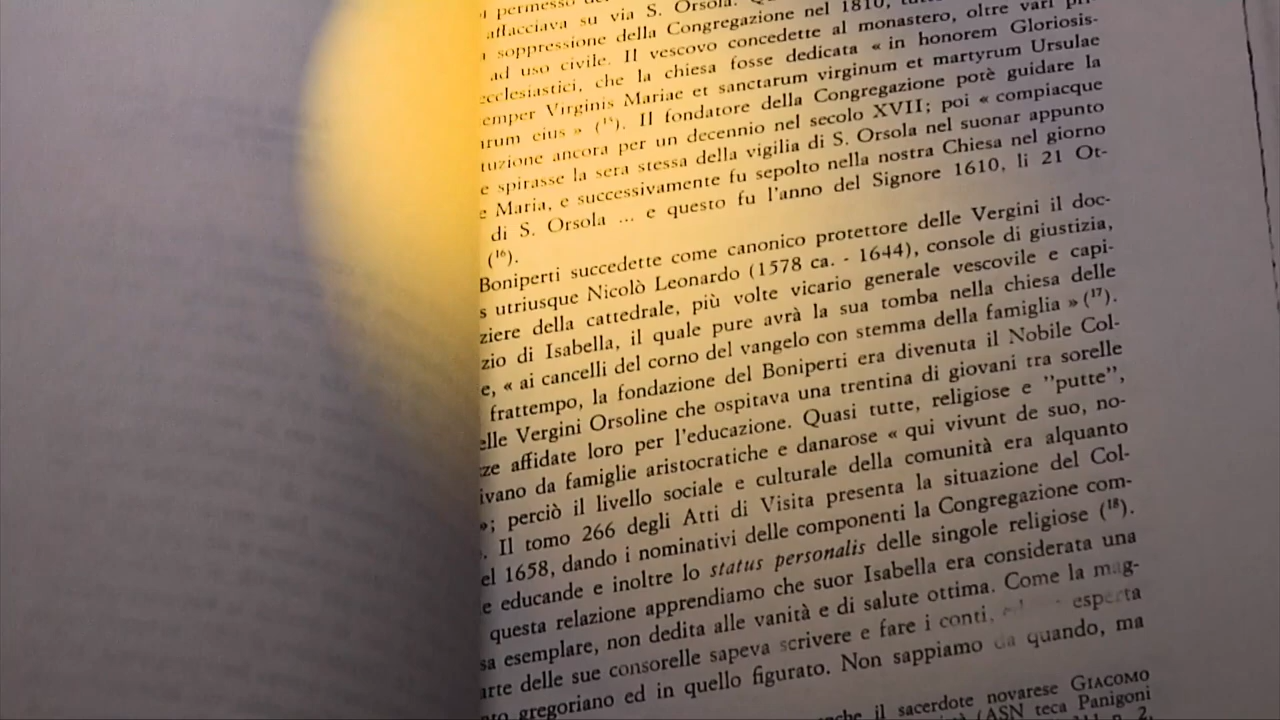 permesso
affacciava su via S. Orsola.
soppressione della Congregazione nel 1810,
ad uso civile. Il vescovo concedette al monastero, oltre vari
ecclesiastici, che la chiesa fosse dedicata « in honorem Gloriosis-
emper Virginis Mariae et sanctarum virginum et martyrum Ursulae
arum eius » (¹⁵). Il fondatore della Congregazione potè guidare la
tuzione ancora per un decennio nel secolo XVII; poi « compiacque
e spirasse la sera stessa della vigilia di S. Orsola nel suonar appunto
e Maria, e successivamente fu sepolto nella nostra Chiesa nel giorno
di S. Orsola ... e questo fu l'anno del Signore 1610, li 21 Ot-
(¹⁶).
Boniperti succedette come canonico protettore delle Vergini il doc-
s utriusque Nicolò Leonardo (1578 ca. - 1644), console di giustizia,
ziere della cattedrale, più volte vicario generale vescovile e capi-
zio di Isabella, il quale pure avrà la sua tomba nella chiesa delle
e, « ai cancelli del corno del vangelo con stemma della famiglia » (¹⁷).
frattempo, la fondazione del Boniperti era divenuta il Nobile Col-
elle Vergini Orsoline che ospitava una trentina di giovani tra sorelle
ze affidate loro per l'educazione. Quasi tutte, religiose e "putte",
ivano da famiglie aristocratiche e danarose « qui vivunt de suo, no-
»; perciò il livello sociale e culturale della comunità era alquanto
. Il tomo 266 degli Atti di Visita presenta la situazione del Col-
el 1658, dando i nominativi delle componenti la Congregazione com-
e educande e inoltre lo status personalis delle singole religiose (¹⁸).
questa relazione apprendiamo che suor Isabella era considerata una
sa esemplare, non dedita alle vanità e di salute ottima. Come la mag-
arte delle sue consorelle sapeva scrivere e fare i conti, esperta
nto gregoriano ed in quello figurato. Non sappiamo da quando, ma
anche il sacerdote novarese GIACOMO
(ASN teca Panigoni
n. 2,